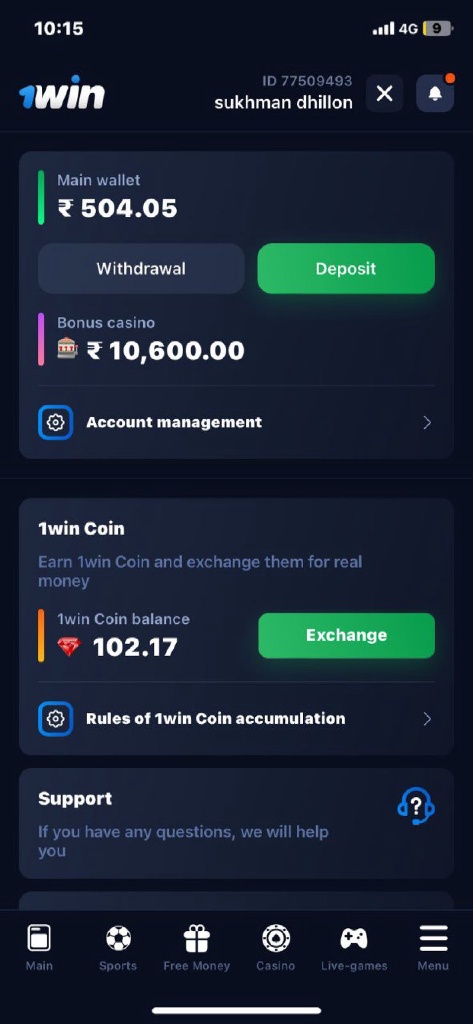 10:15
4G 9
1win
ID 77509493
sukhman dhillon
Main wallet
₹ 504.05
Withdrawal
Deposit
Bonus casino
₹ 10,600.00
Account management
1win Coin
Earn 1win Coin and exchange them for real
money
1win Coin balance
102.17
Exchange
Rules of 1win Coin accumulation
Support
If you have any questions, we will help
you
?
Main
Sports
Free Money
Casino
Live-games
Menu